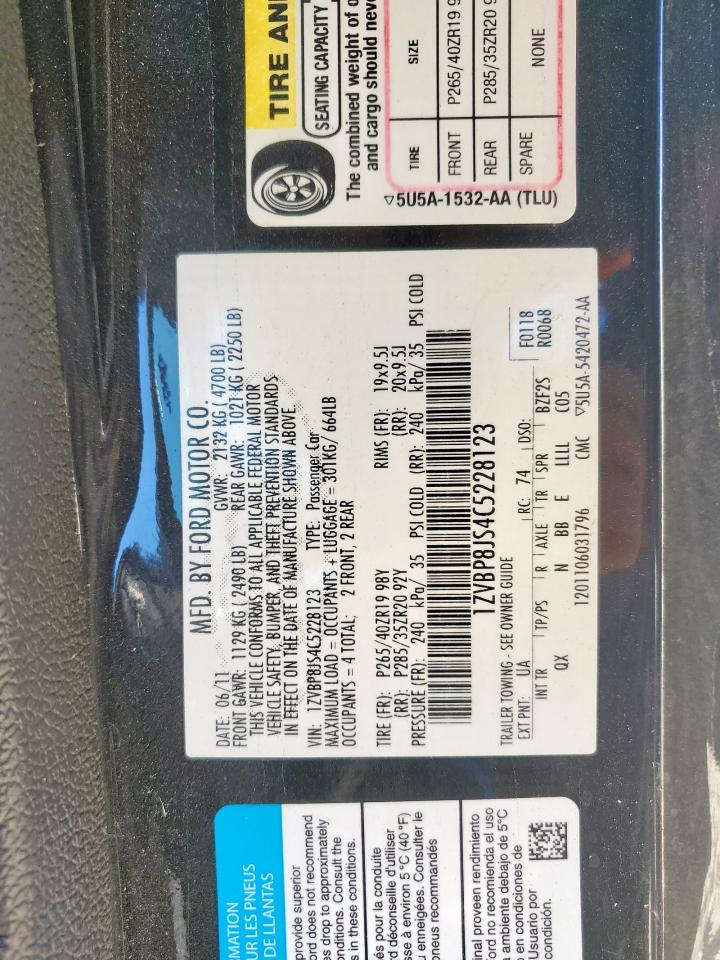 MFD. BY FORD MOTOR CO.
DATE: 06/11 GVWR: 2132 KG ( 4700 LB)
FRONT GAWR: 1129 KG ( 2490 LB) REAR GAWR: 1021 KG ( 2250 LB)
THIS VEHICLE CONFORMS TO ALL APPLICABLE FEDERAL MOTOR
VEHICLE SAFETY, BUMPER, AND THEFT PREVENTION STANDARDS
IN EFFECT ON THE DATE OF MANUFACTURE SHOWN ABOVE.
VIN: 1ZVBP8JS4C5228123 TYPE: Passenger Car
MAXIMUM LOAD = OCCUPANTS + LUGGAGE = 301KG/ 664LB
OCCUPANTS = 4 TOTAL: 2 FRONT, 2 REAR
TIRE (FR): P265/40ZR19 98Y RIMS (FR): 19x9.5J
(RR): P285/35ZR20 92Y (RR): 20x9.5J
PRESSURE (FR): 240 kPa/ 35 PSI COLD (RR): 240 kPa/ 35 PSI COLD
1ZVBP8JS4C5228123
TRAILER TOWING - SEE OWNER GUIDE F0118
EXT PNT: UA RC: 74 DSO: R0068
INT TR TP/PS R AXLE TR SPR BZF2S
QX N BB E LLLL C05
1201106031796 CMC ▽5U5A-5420472-AA
TIRE AN
SEATING CAPACITY
The combined weight of o
and cargo should neve
TIRE SIZE
FRONT P265/40ZR19 9
REAR P285/35ZR20 9
SPARE NONE
▽5U5A-1532-AA (TLU)
MATION
UR LES PNEUS
DE LLANTAS
provide superior
ord does not recommend
es drop to approximately
onditions. Consult the
s in these conditions.
és pour la conduite
rd déconseille d'utiliser
sse à environ 5 °C (40 °F)
u enneigées. Consulter le
oneus recommandés
inal proveen rendimiento
ord no recomienda el uso
a ambiente debajo de 5°C
o en condiciones de
Usuario por
condición.